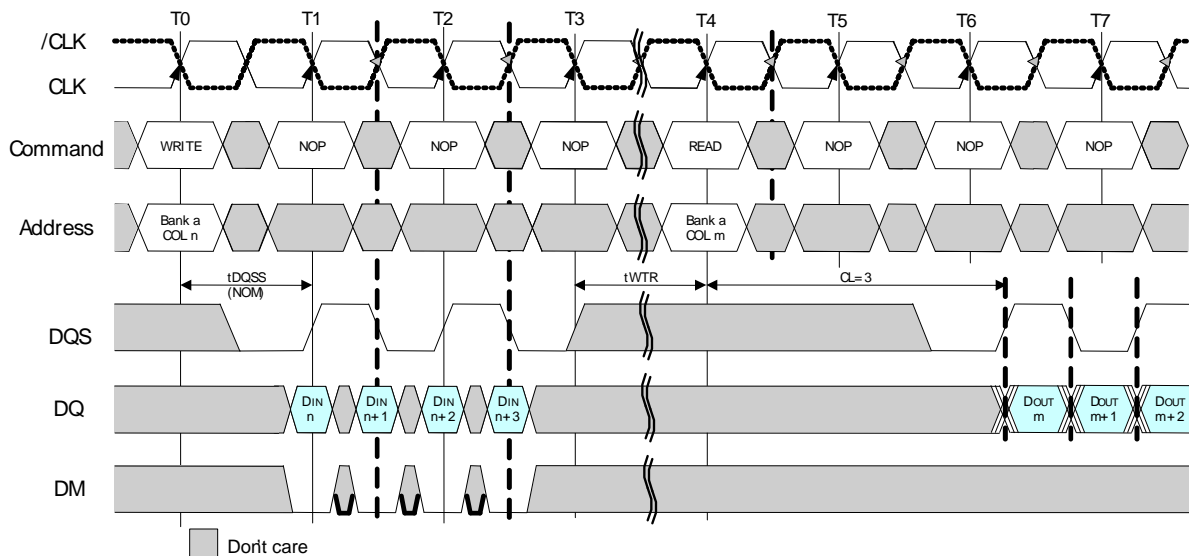 T0 T1 T2 T3 T4 T5 T6 T7
/CLK
CLK
Command WRITE NOP NOP NOP READ NOP NOP NOP
Address Bank a COL n Bank a COL m
tDQSS
(NOM)
tWTR
CL= 3
DQS
DQ DIN n DIN n+1 DIN n+2 DIN n+3 DOUT m DOUT m+1 DOUT m+2
DM
Don't care